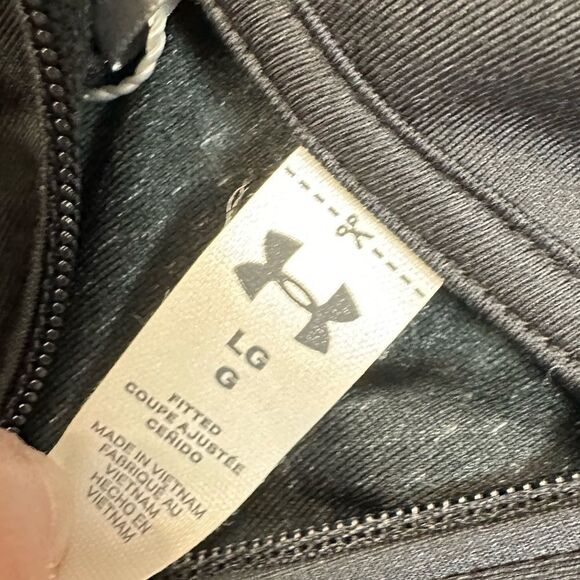 LG
G
FITTED
COUPE AJUSTÉE
CEÑIDO
MADE IN VIETNAM
FABRIQUÉ AU
VIETNAM
HECHO EN
VIETNAM